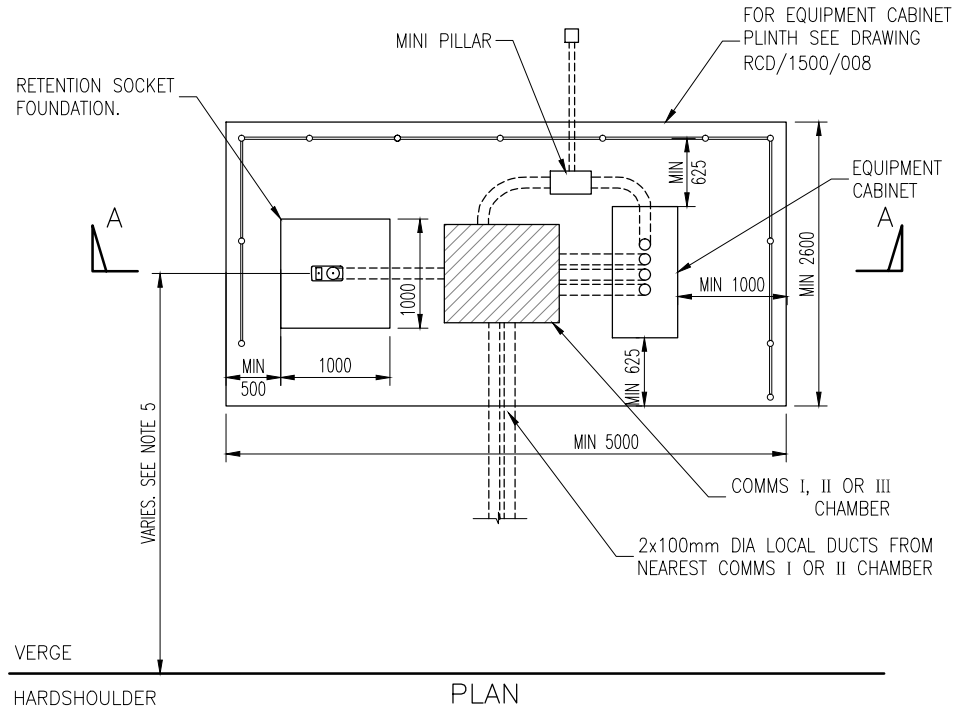 FOR EQUIPMENT CABINET
PLINTH SEE DRAWING
RCD/1500/008
MINI PILLAR
RETENTION SOCKET
FOUNDATION.
EQUIPMENT
CABINET
MIN
625
A
A
MIN 2600
MIN 1000
1000
MIN
500
1000
MIN 625
MIN 5000
VARIES. SEE NOTE 5
COMMS I, II OR III
CHAMBER
2x100mm DIA LOCAL DUCTS FROM
NEAREST COMMS I OR II CHAMBER
VERGE
HARDSHOULDER
PLAN